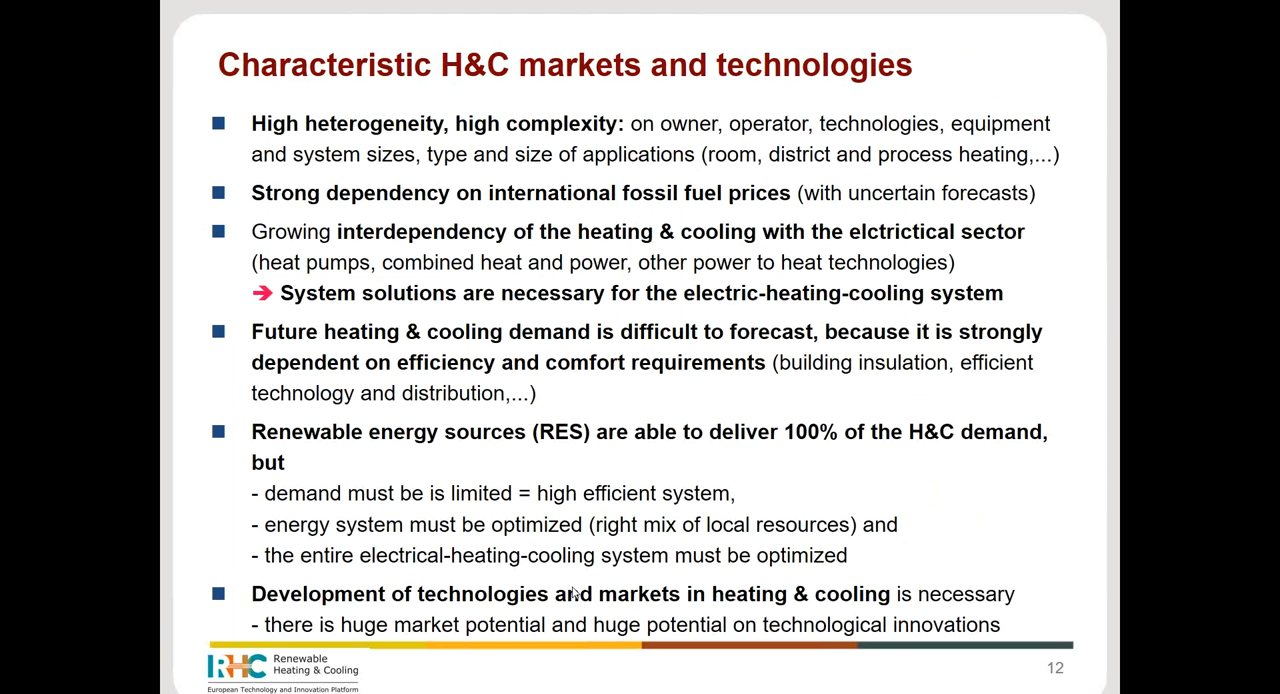 Characteristic H&C markets and technologies
High heterogeneity, high complexity: on owner, operator, technologies, equipment
and system sizes, type and size of applications (room, district and process heating,...)
Strong dependency on international fossil fuel prices (with uncertain forecasts)
Growing interdependency of the heating & cooling with the elctrictical sector
(heat pumps, combined heat and power, other power to heat technologies)
➔ System solutions are necessary for the electric-heating-cooling system
Future heating & cooling demand is difficult to forecast, because it is strongly
dependent on efficiency and comfort requirements (building insulation, efficient
technology and distribution,...)
Renewable energy sources (RES) are able to deliver 100% of the H&C demand,
but
- demand must be is limited = high efficient system,
- energy system must be optimized (right mix of local resources) and
- the entire electrical-heating-cooling system must be optimized
Development of technologies and markets in heating & cooling is necessary
- there is huge market potential and huge potential on technological innovations
RHC Renewable
Heating & Cooling
European Technology and Innovation Platform
12